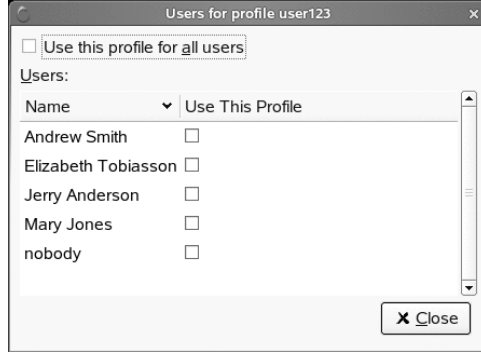 Users for profile user123
Use this profile for all users
Users:
Name Use This Profile
Andrew Smith
Elizabeth Tobiasson
Jerry Anderson
Mary Jones
nobody
Close